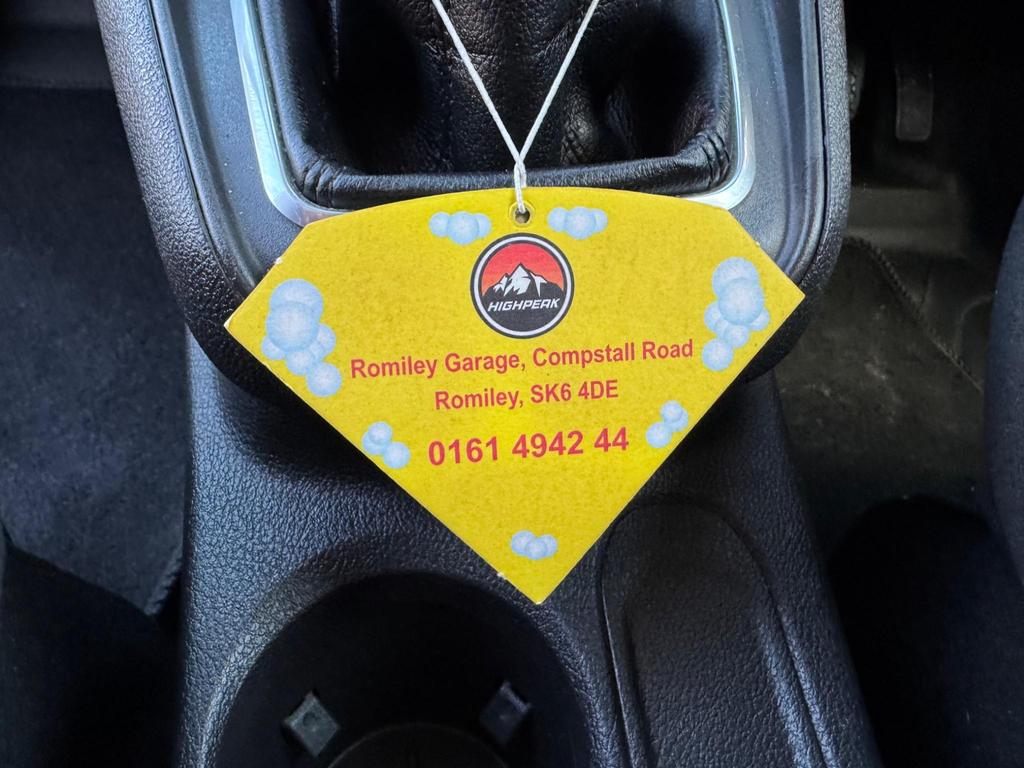 HIGHPEAK
Romiley Garage, Compstall Road
Romiley, SK6 4DE
0161 4942 44